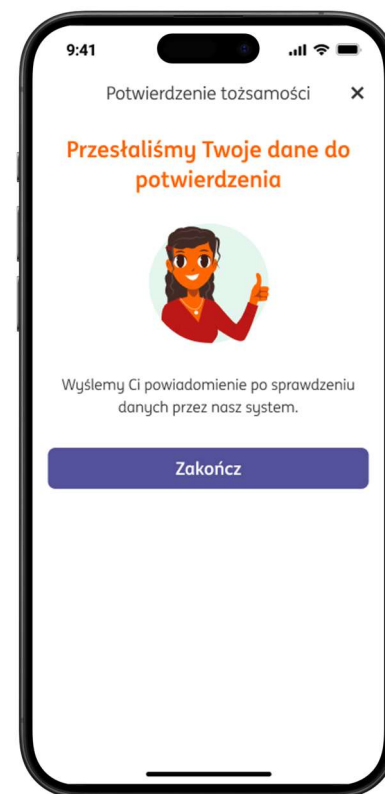 9:41
Potwierdzenie tożsamości
Przesłaliśmy Twoje dane do
potwierdzenia
Wyślemy Ci powiadomienie po sprawdzeniu
danych przez nasz system.
Zakończ